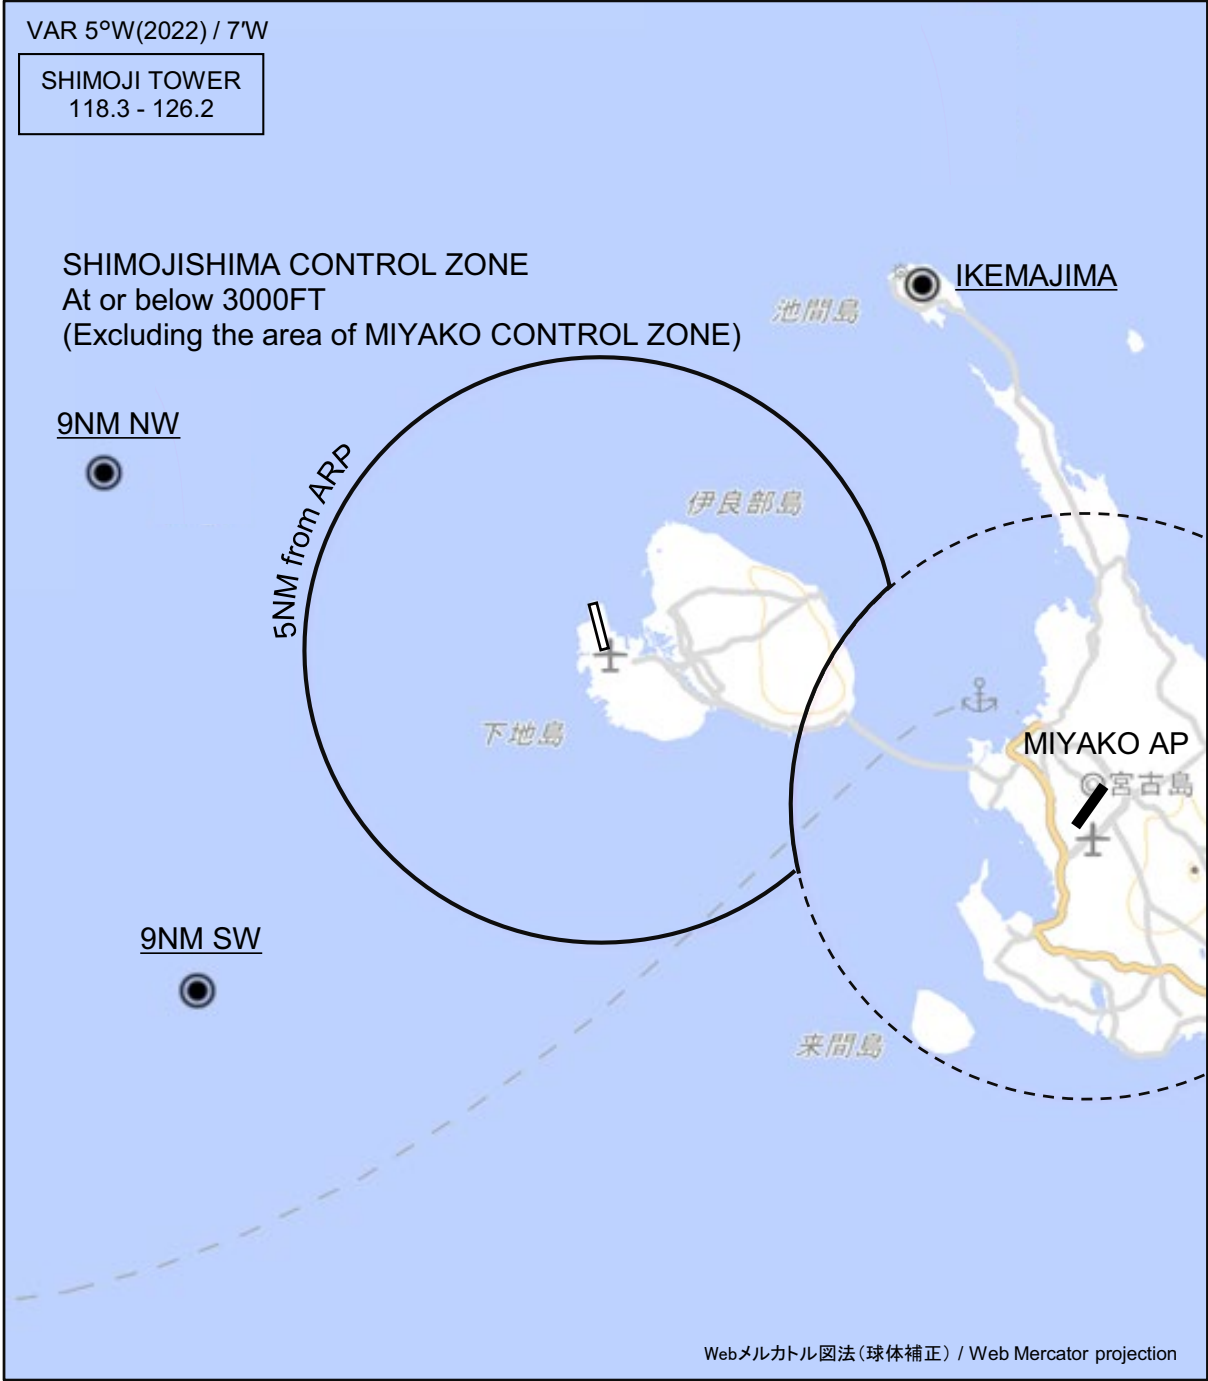 VAR 5°W(2022) / 7'W
SHIMOJI TOWER
118.3 - 126.2
SHIMOJISHIMA CONTROL ZONE
At or below 3000FT
(Excluding the area of MIYAKO CONTROL ZONE)
IKEMAJIMA
池間島
9NM NW
5NM from ARP
伊良部島
下地島
MIYAKO AP
宮古島
9NM SW
来間島
Webメルカトル図法(球体補正) / Web Mercator projection